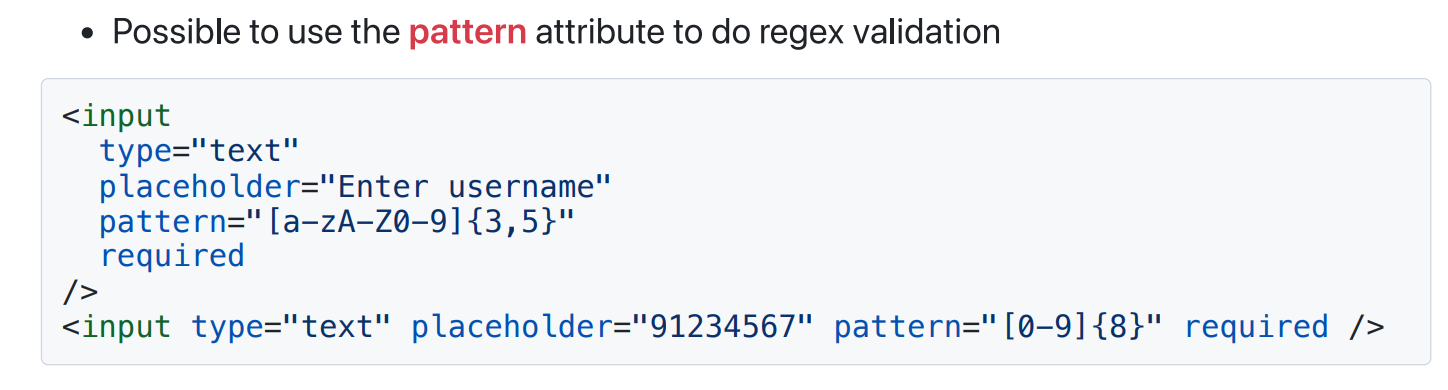 • Possible to use the pattern attribute to do regex validation
<input
  type="text"
  placeholder="Enter username"
  pattern="[a-zA-Z0-9]{3,5}"
  required
/>
<input type="text" placeholder="91234567" pattern="[0-9]{8}" required />